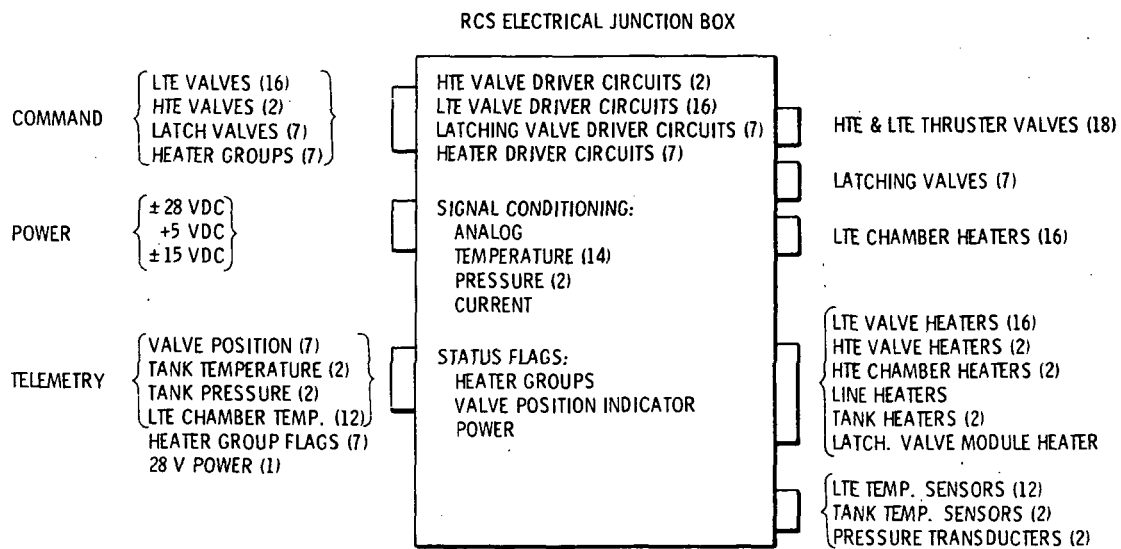 RCS ELECTRICAL JUNCTION BOX
COMMAND
LTE VALVES (16)
HTE VALVES (2)
LATCH VALVES (7)
HEATER GROUPS (7)
POWER
± 28 VDC
+5 VDC
± 15 VDC
TELEMETRY
VALVE POSITION (7)
TANK TEMPERATURE (2)
TANK PRESSURE (2)
LTE CHAMBER TEMP. (12)
HEATER GROUP FLAGS (7)
28 V POWER (1)
HTE VALVE DRIVER CIRCUITS (2)
LTE VALVE DRIVER CIRCUITS (16)
LATCHING VALVE DRIVER CIRCUITS (7)
HEATER DRIVER CIRCUITS (7)
SIGNAL CONDITIONING:
ANALOG
TEMPERATURE (14)
PRESSURE (2)
CURRENT
STATUS FLAGS:
HEATER GROUPS
VALVE POSITION INDICATOR
POWER
HTE & LTE THRUSTER VALVES (18)
LATCHING VALVES (7)
LTE CHAMBER HEATERS (16)
LTE VALVE HEATERS (16)
HTE VALVE HEATERS (2)
HTE CHAMBER HEATERS (2)
LINE HEATERS
TANK HEATERS (2)
LATCH. VALVE MODULE HEATER
LTE TEMP. SENSORS (12)
TANK TEMP. SENSORS (2)
PRESSURE TRANSDUCTERS (2)